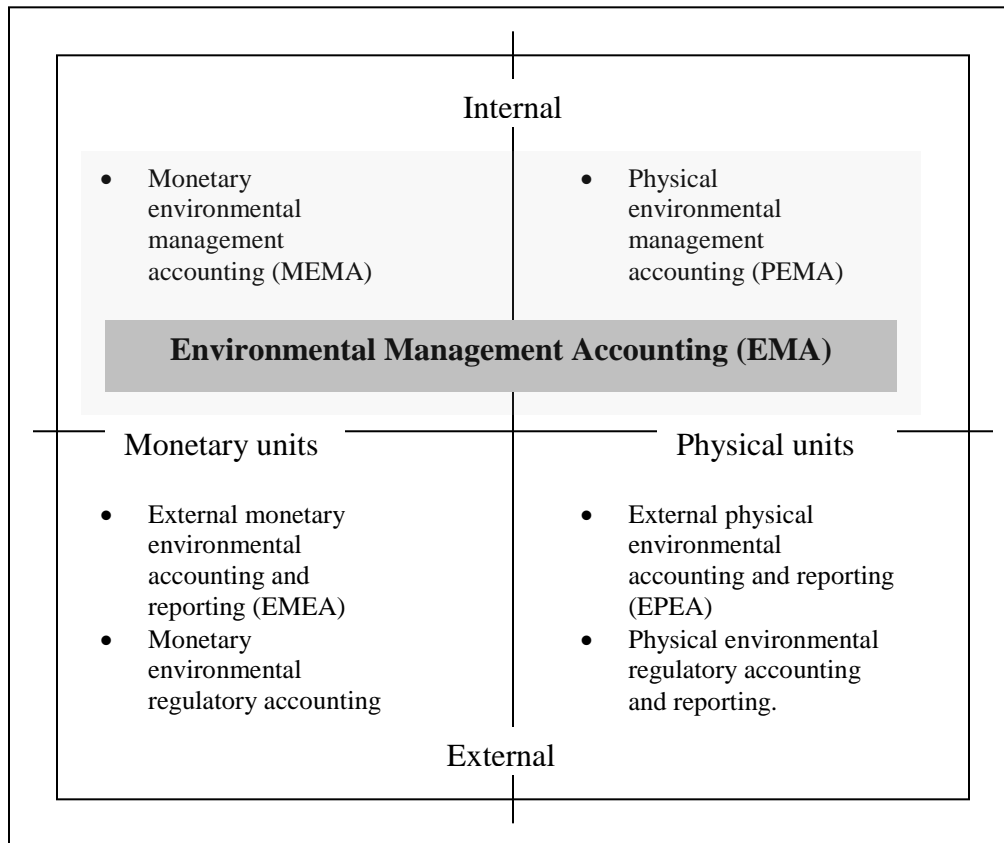 Internal
• Monetary
environmental
management
accounting (MEMA)
• Physical
environmental
management
accounting (PEMA)
Environmental Management Accounting (EMA)
Monetary units
Physical units
• External monetary
environmental
accounting and
reporting (EMEA)
• Monetary
environmental
regulatory accounting
• External physical
environmental
accounting and reporting
(EPEA)
• Physical environmental
regulatory accounting
and reporting.
External